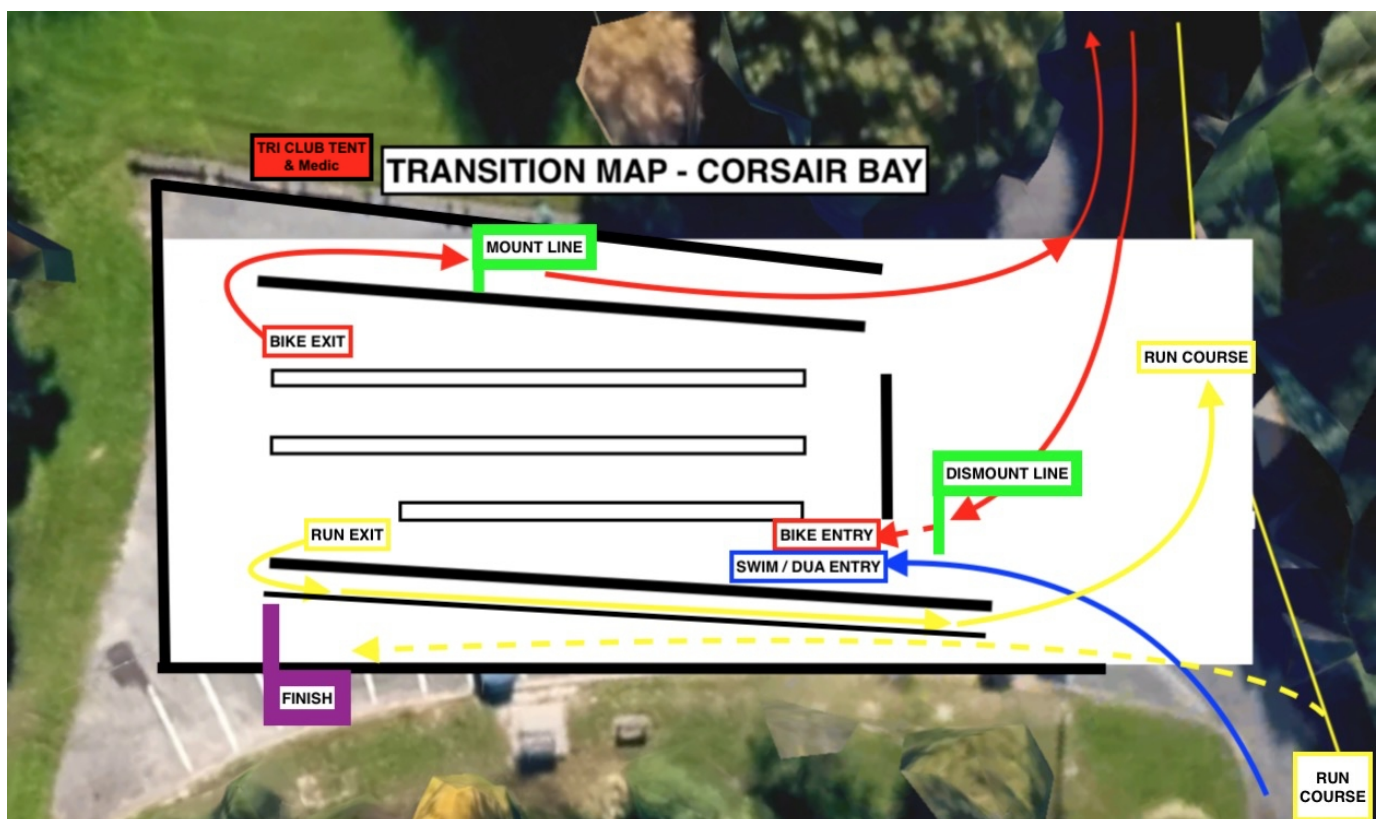 TRI CLUB TENT
& Medic
TRANSITION MAP - CORSAIR BAY
MOUNT LINE
BIKE EXIT
RUN COURSE
DISMOUNT LINE
RUN EXIT
BIKE ENTRY
SWIM / DUA ENTRY
FINISH
RUN
COURSE